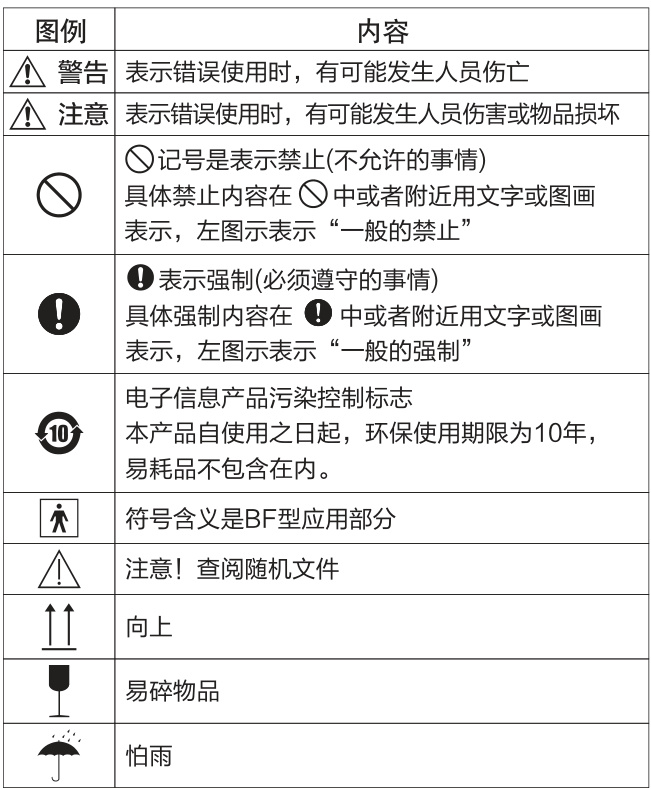 图例 内容
警告 表示错误使用时，有可能发生人员伤亡
注意 表示错误使用时，有可能发生人员伤害或物品损坏
记号是表示禁止(不允许的事情)
具体禁止内容在 中或者附近用文字或图画
表示，左图示表示“一般的禁止”
表示强制(必须遵守的事情)
具体强制内容在 中或者附近用文字或图画
表示，左图示表示“一般的强制”
电子信息产品污染控制标志
10 本产品自使用之日起，环保使用期限为10年，
易耗品不包含在内。
符号含义是BF型应用部分
注意！查阅随机文件
向上
易碎物品
怕雨